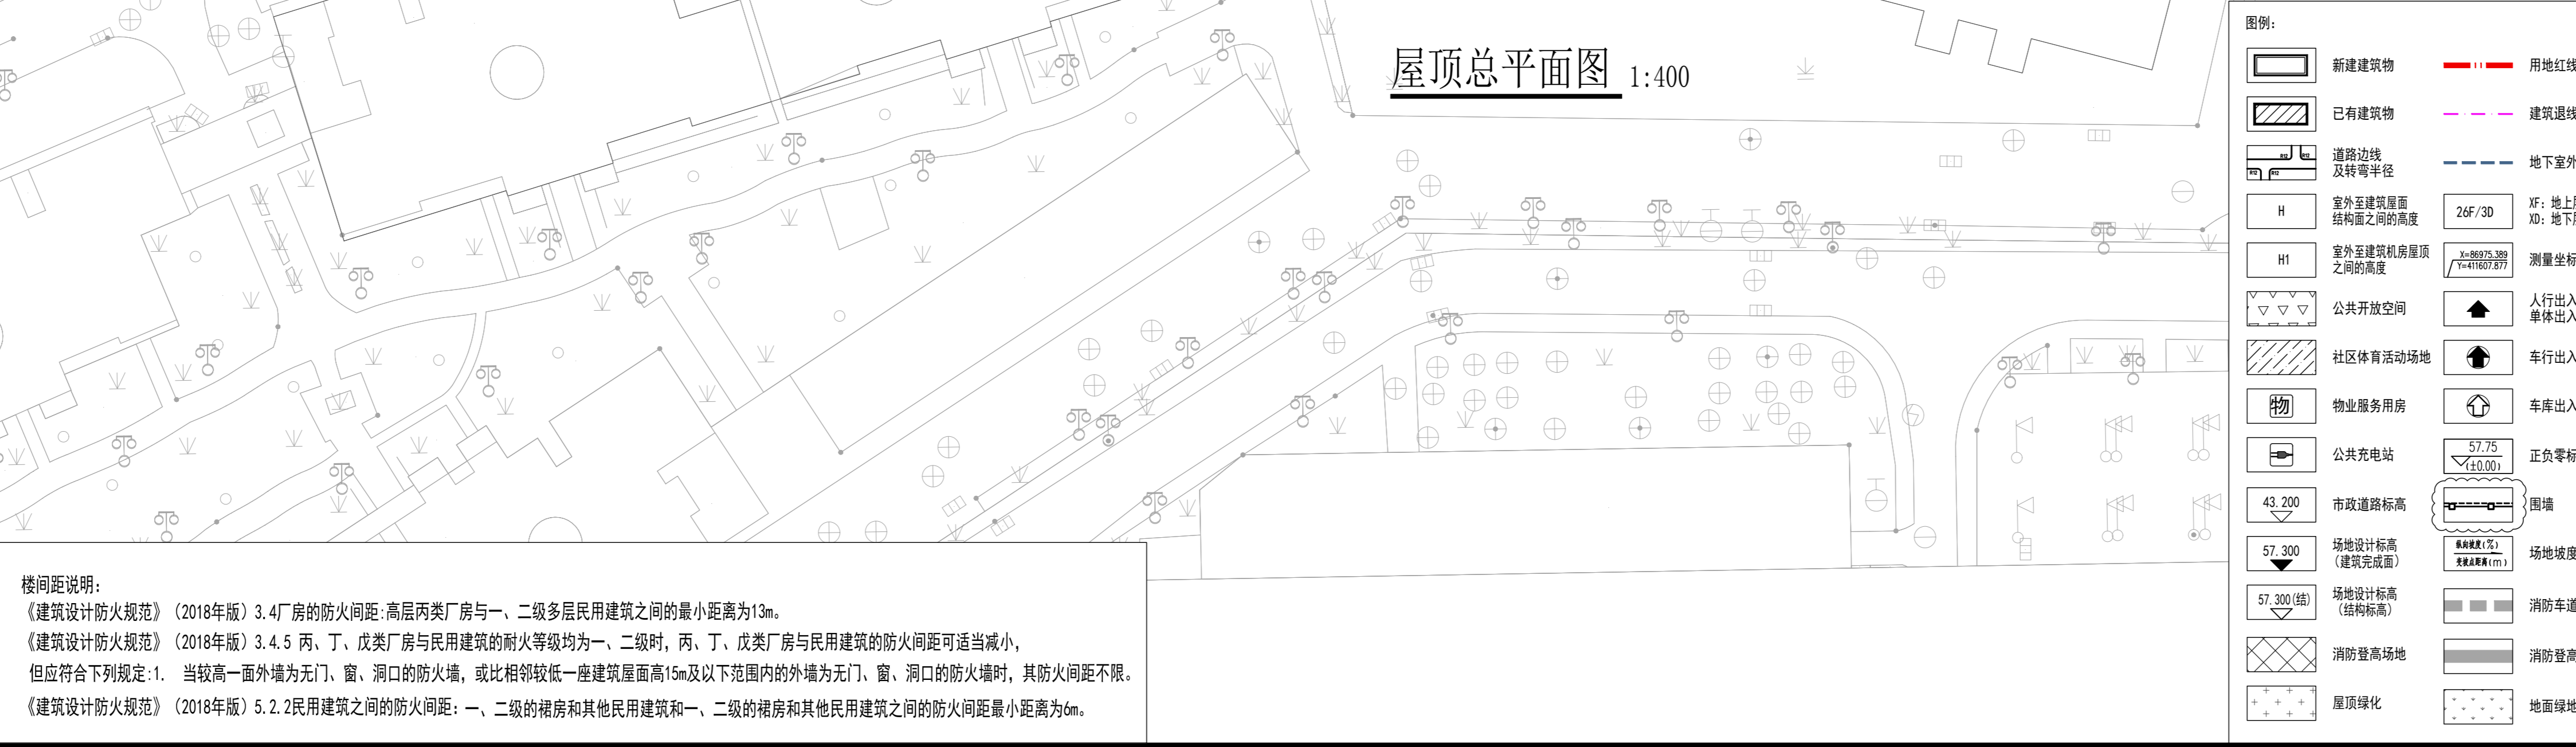 屋顶总平面图 1:400
楼间距说明:
《建筑设计防火规范》（2018年版）3.4厂房的防火间距:高层丙类厂房与一、二级多层民用建筑之间的最小距离为13m。
《建筑设计防火规范》（2018年版）3.4.5 丙、丁、戊类厂房与民用建筑的耐火等级均为一、二级时，丙、丁、戊类厂房与民用建筑的防火间距可适当减小，
但应符合下列规定:1. 当较高一面外墙为无门、窗、洞口的防火墙，或比相邻较低一座建筑屋面高15m及以下范围内的外墙为无门、窗、洞口的防火墙时，其防火间距不限。
《建筑设计防火规范》（2018年版）5.2.2民用建筑之间的防火间距: 一、二级的裙房和其他民用建筑和一、二级的裙房和其他民用建筑之间的防火间距最小距离为6m。
图例:
新建建筑物
用地红线
已有建筑物
建筑退线
R12 R12
R12 R12
道路边线
及转弯半径
地下室外
H
室外至建筑屋面
结构面之间的高度
26F/3D
XF: 地上
XD: 地下
H1
室外至建筑机房屋顶
之间的高度
X=86975.389
Y=411607.877
测量坐标
公共开放空间
人行出入
单体出入
社区体育活动场地
车行出入
物
物业服务用房
车库出入
公共充电站
57.75
(±0.00)
正负零标
43.200
市政道路标高
围墙
57.300
场地设计标高
（建筑完成面）
纵向坡度(%)
变坡点距离(m)
场地坡度
57.300(结)
场地设计标高
（结构标高）
消防车道
消防登高场地
消防登高
屋顶绿化
地面绿地